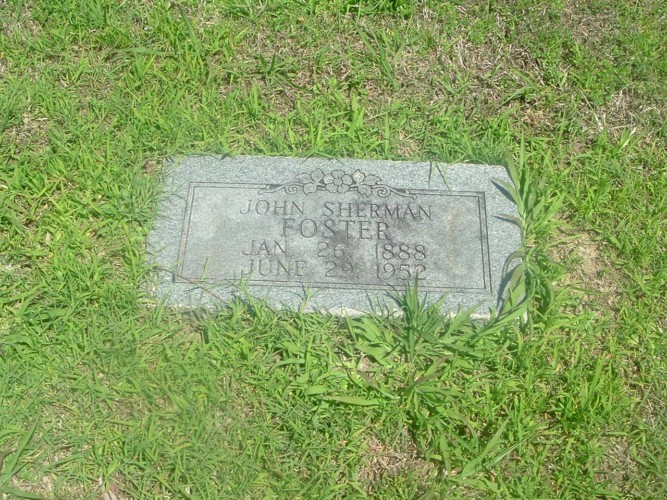 JOHN SHERMAN
FOSTER
JAN 26 1888
JUNE 29 1952